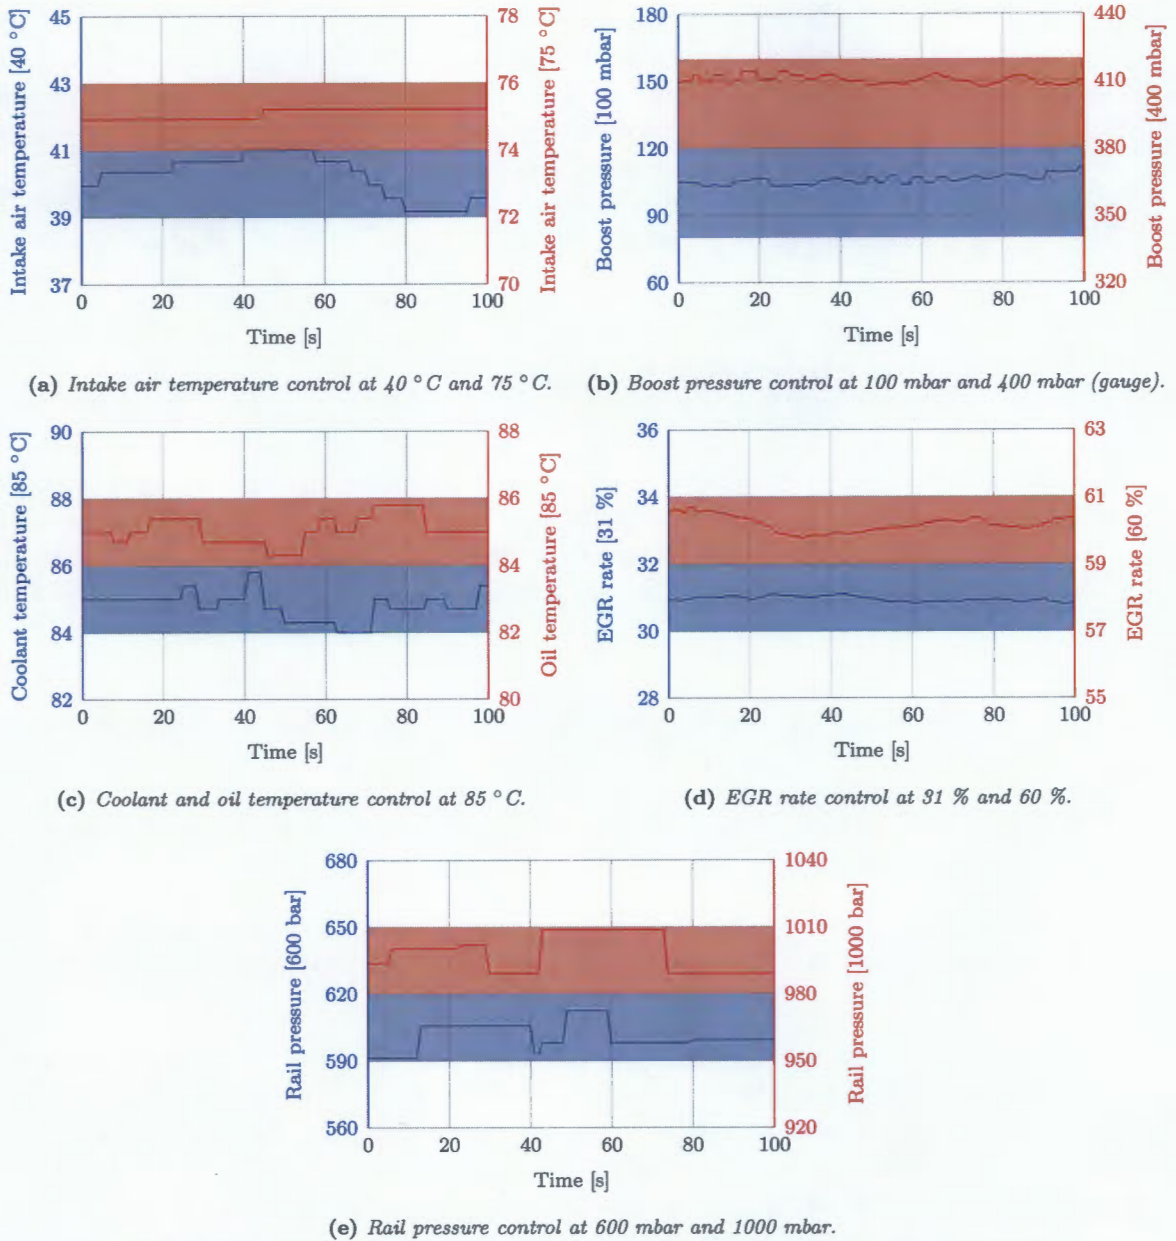 45
43
41
39
37
Intake air temperature [40 °C]
78
76
74
72
70
Intake air temperature [75 °C]
0 20 40 60 80 100
Time [s]
(a) Intake air temperature control at 40 °C and 75 °C.
180
150
120
90
60
Boost pressure [100 mbar]
440
410
380
350
320
Boost pressure [400 mbar]
0 20 40 60 80 100
Time [s]
(b) Boost pressure control at 100 mbar and 400 mbar (gauge).
90
88
86
84
82
Coolant temperature [85 °C]
88
86
84
82
80
Oil temperature [85 °C]
0 20 40 60 80 100
Time [s]
(c) Coolant and oil temperature control at 85 °C.
36
34
32
30
28
EGR rate [31 %]
63
61
59
57
55
EGR rate [60 %]
0 20 40 60 80 100
Time [s]
(d) EGR rate control at 31 % and 60 %.
680
650
620
590
560
Rail pressure [600 bar]
1040
1010
980
950
920
Rail pressure [1000 bar]
0 20 40 60 80 100
Time [s]
(e) Rail pressure control at 600 mbar and 1000 mbar.